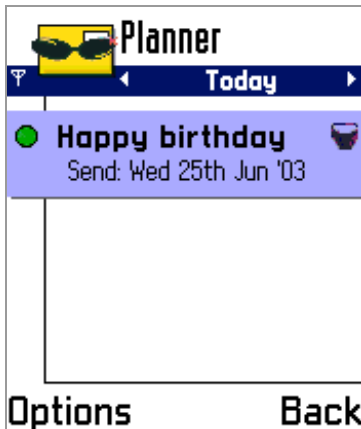 Planner
Today
Happy birthday
Send: Wed 25th Jun '03
Options Back